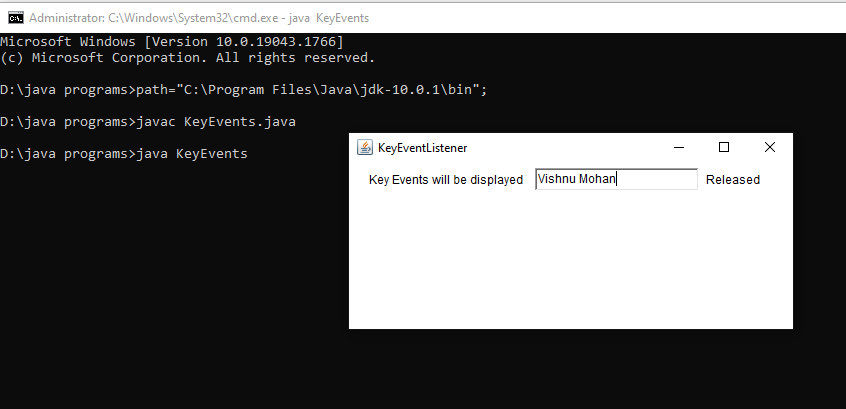 Administrator: C:\Windows\System32\cmd.exe - java  KeyEvents
Microsoft Windows [Version 10.0.19043.1766]
(c) Microsoft Corporation. All rights reserved.
D:\java programs>path="C:\Program Files\Java\jdk-10.0.1\bin";
D:\java programs>javac KeyEvents.java
D:\java programs>java KeyEvents
KeyEventListener
Key Events will be displayed Vishnu Mohan Released